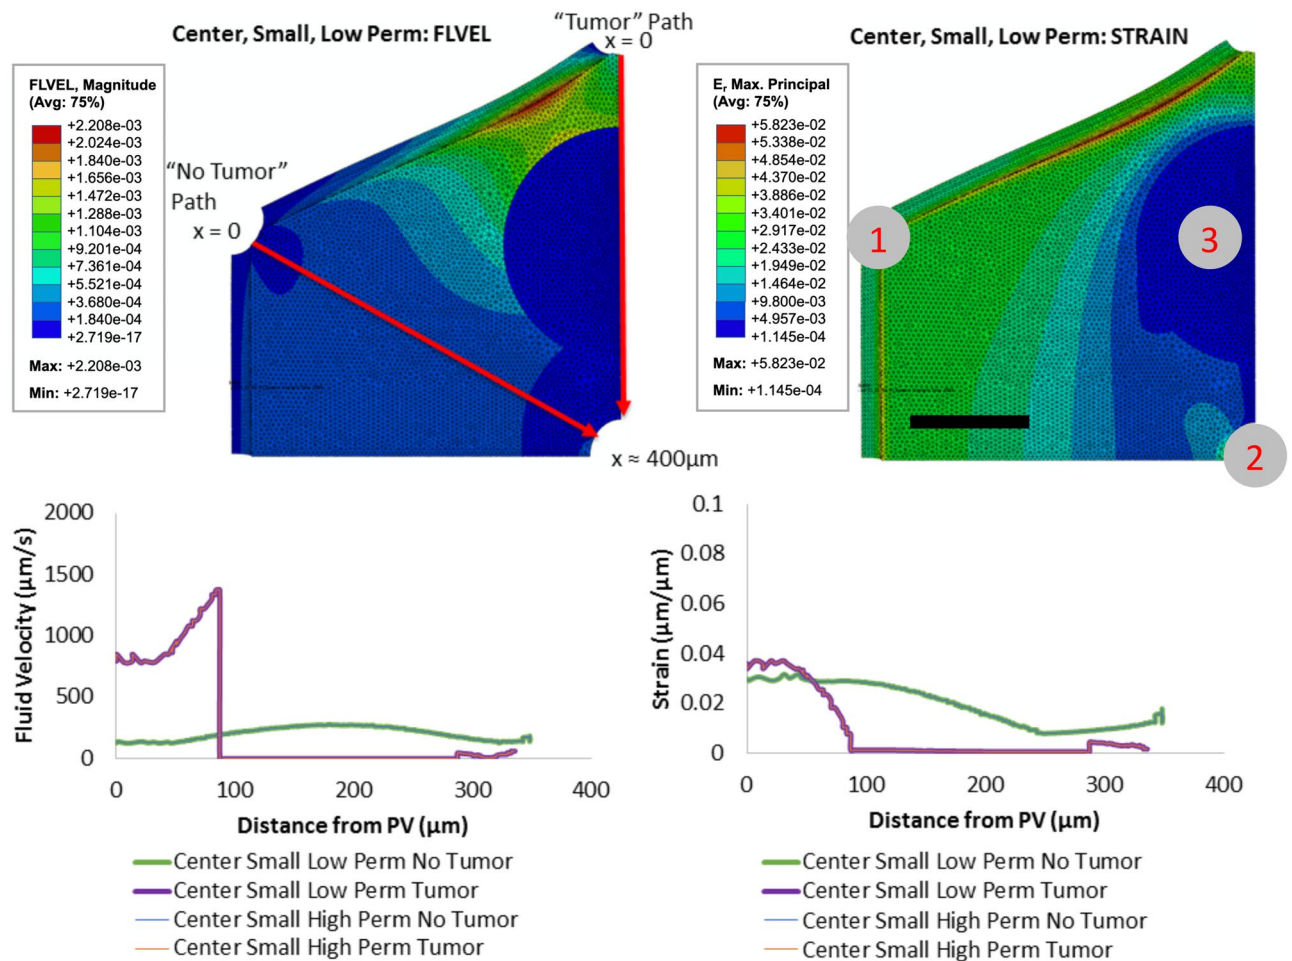 Center, Small, Low Perm: FLVEL
"Tumor" Path
x = 0
Center, Small, Low Perm: STRAIN
FLVEL, Magnitude
(Avg: 75%)
+2.208e-03
+2.024e-03
+1.840e-03
+1.656e-03
+1.472e-03
+1.288e-03
+1.104e-03
+9.201e-04
+7.361e-04
+5.521e-04
+3.680e-04
+1.840e-04
+2.719e-17
Max: +2.208e-03
Min: +2.719e-17
"No Tumor"
Path
x = 0
x ≈ 400µm
E, Max. Principal
(Avg: 75%)
+5.823e-02
+5.338e-02
+4.854e-02
+4.370e-02
+3.886e-02
+3.401e-02
+2.917e-02
+2.433e-02
+1.949e-02
+1.464e-02
+9.800e-03
+4.957e-03
+1.145e-04
Max: +5.823e-02
Min: +1.145e-04
1
3
2
Fluid Velocity (µm/s)
2000
1500
1000
500
0
0 100 200 300 400
Distance from PV (µm)
Center Small Low Perm No Tumor
Center Small Low Perm Tumor
Center Small High Perm No Tumor
Center Small High Perm Tumor
Strain (µm/µm)
0.1
0.08
0.06
0.04
0.02
0
0 100 200 300 400
Distance from PV (µm)
Center Small Low Perm No Tumor
Center Small Low Perm Tumor
Center Small High Perm No Tumor
Center Small High Perm Tumor